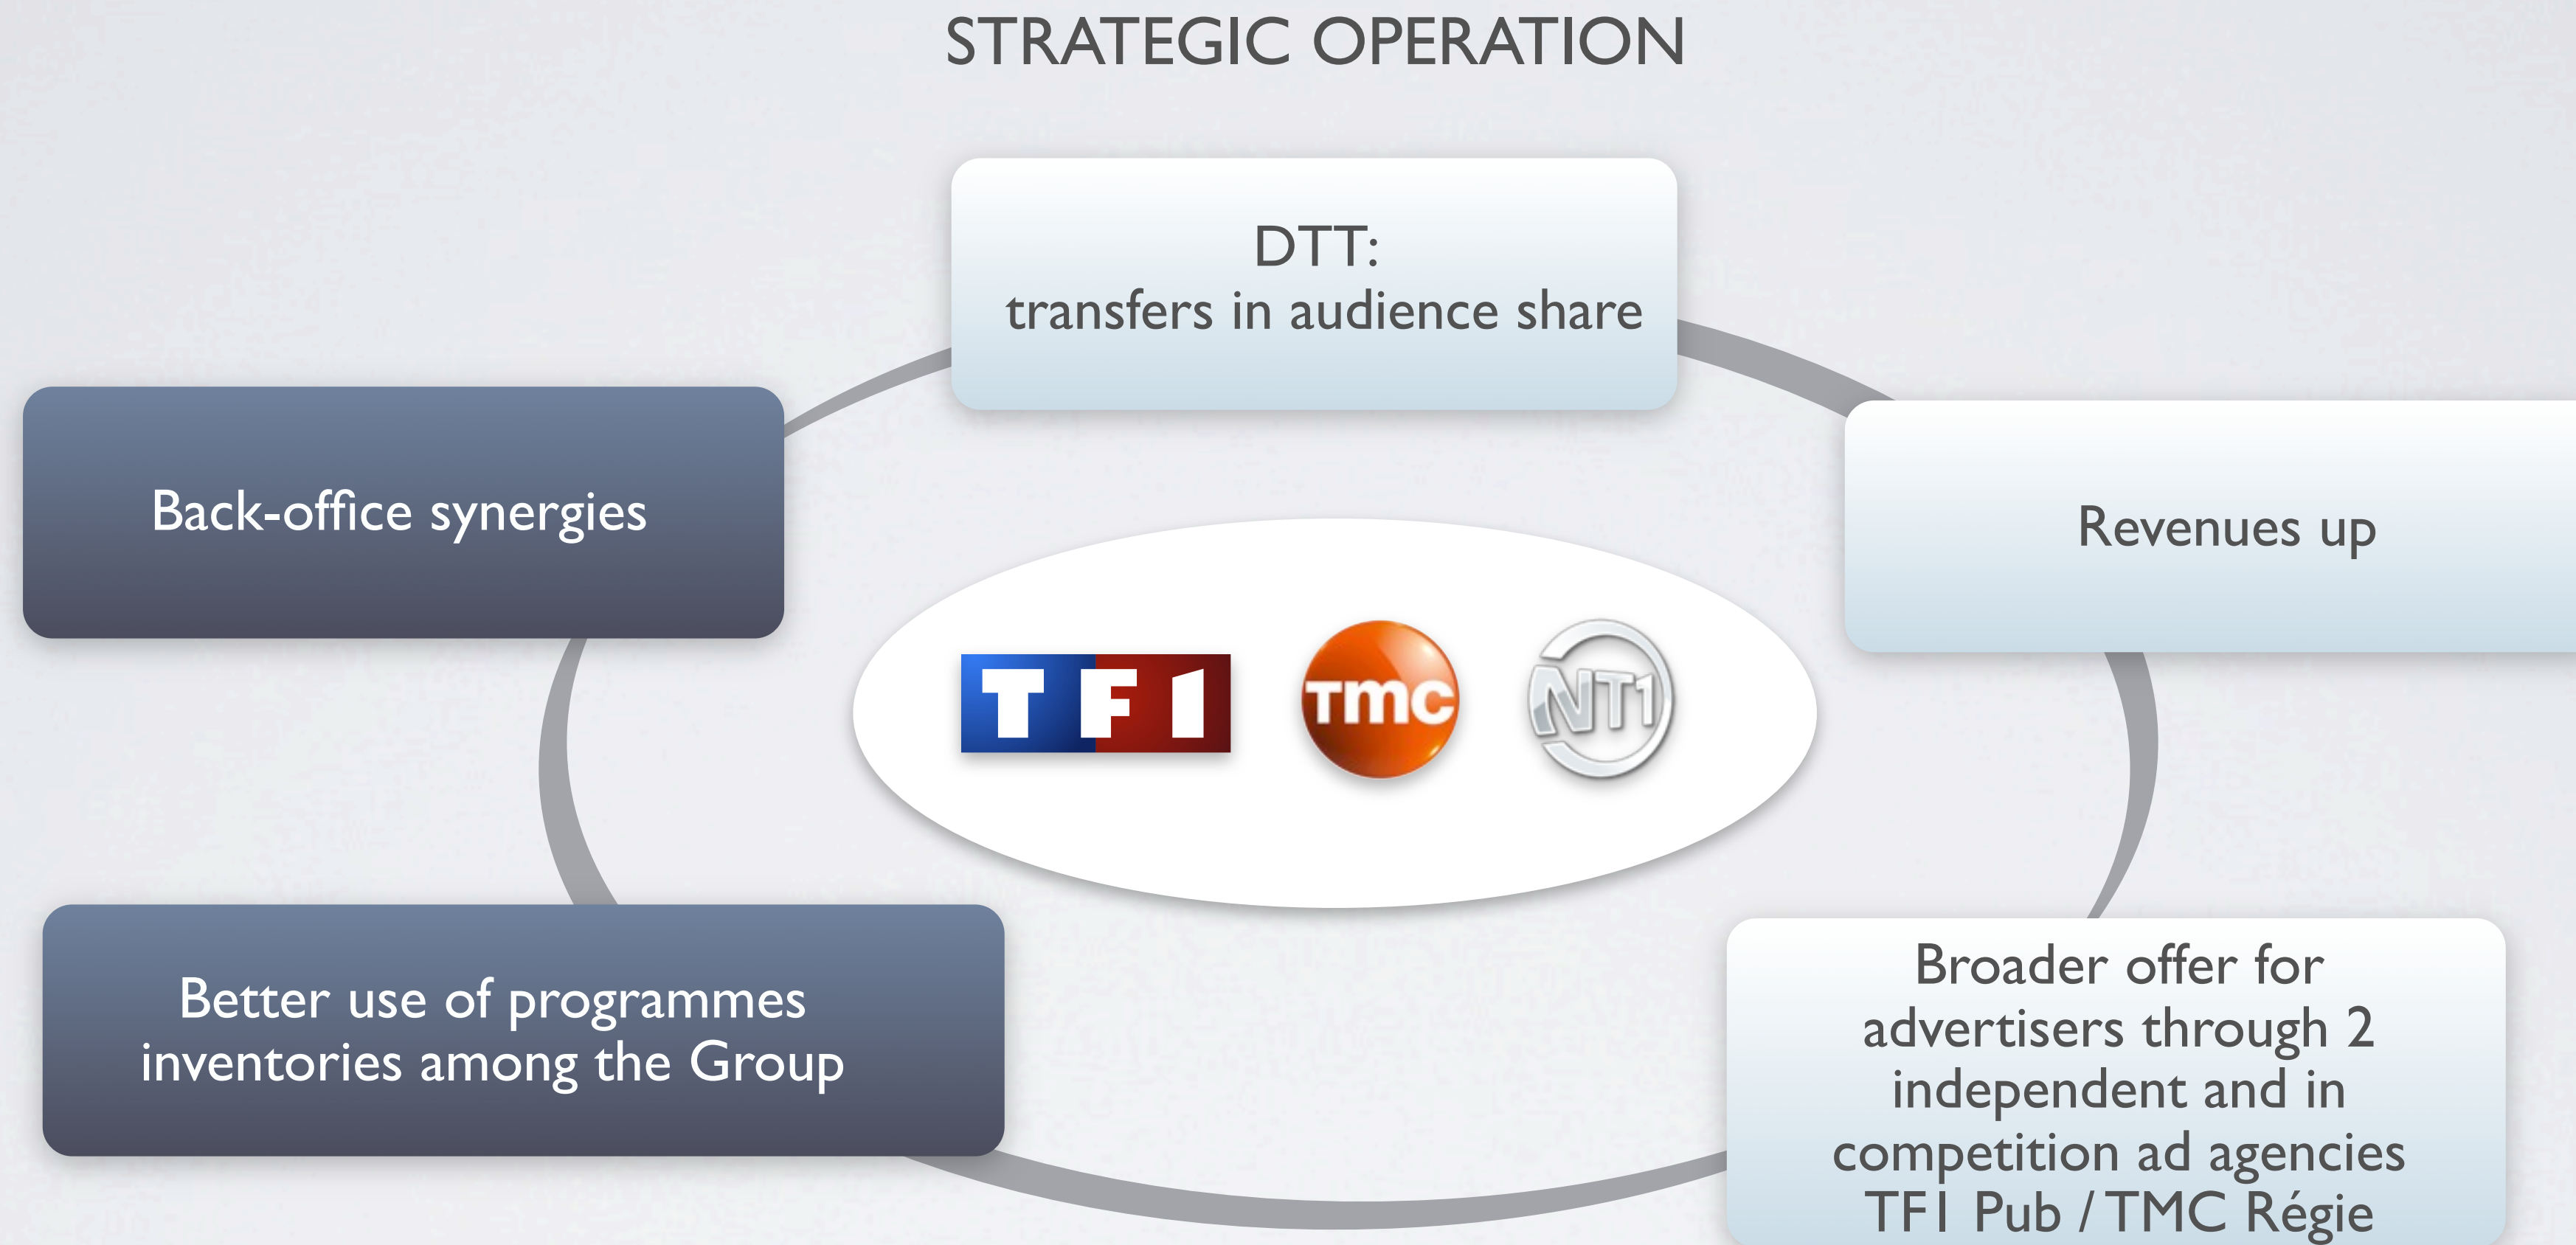 STRATEGIC OPERATION
DTT:
transfers in audience share
Back-office synergies
Revenues up
TF1
TMC
NT1
Better use of programmes
inventories among the Group
Broader offer for
advertisers through 2
independent and in
competition ad agencies
TF1 Pub / TMC Régie